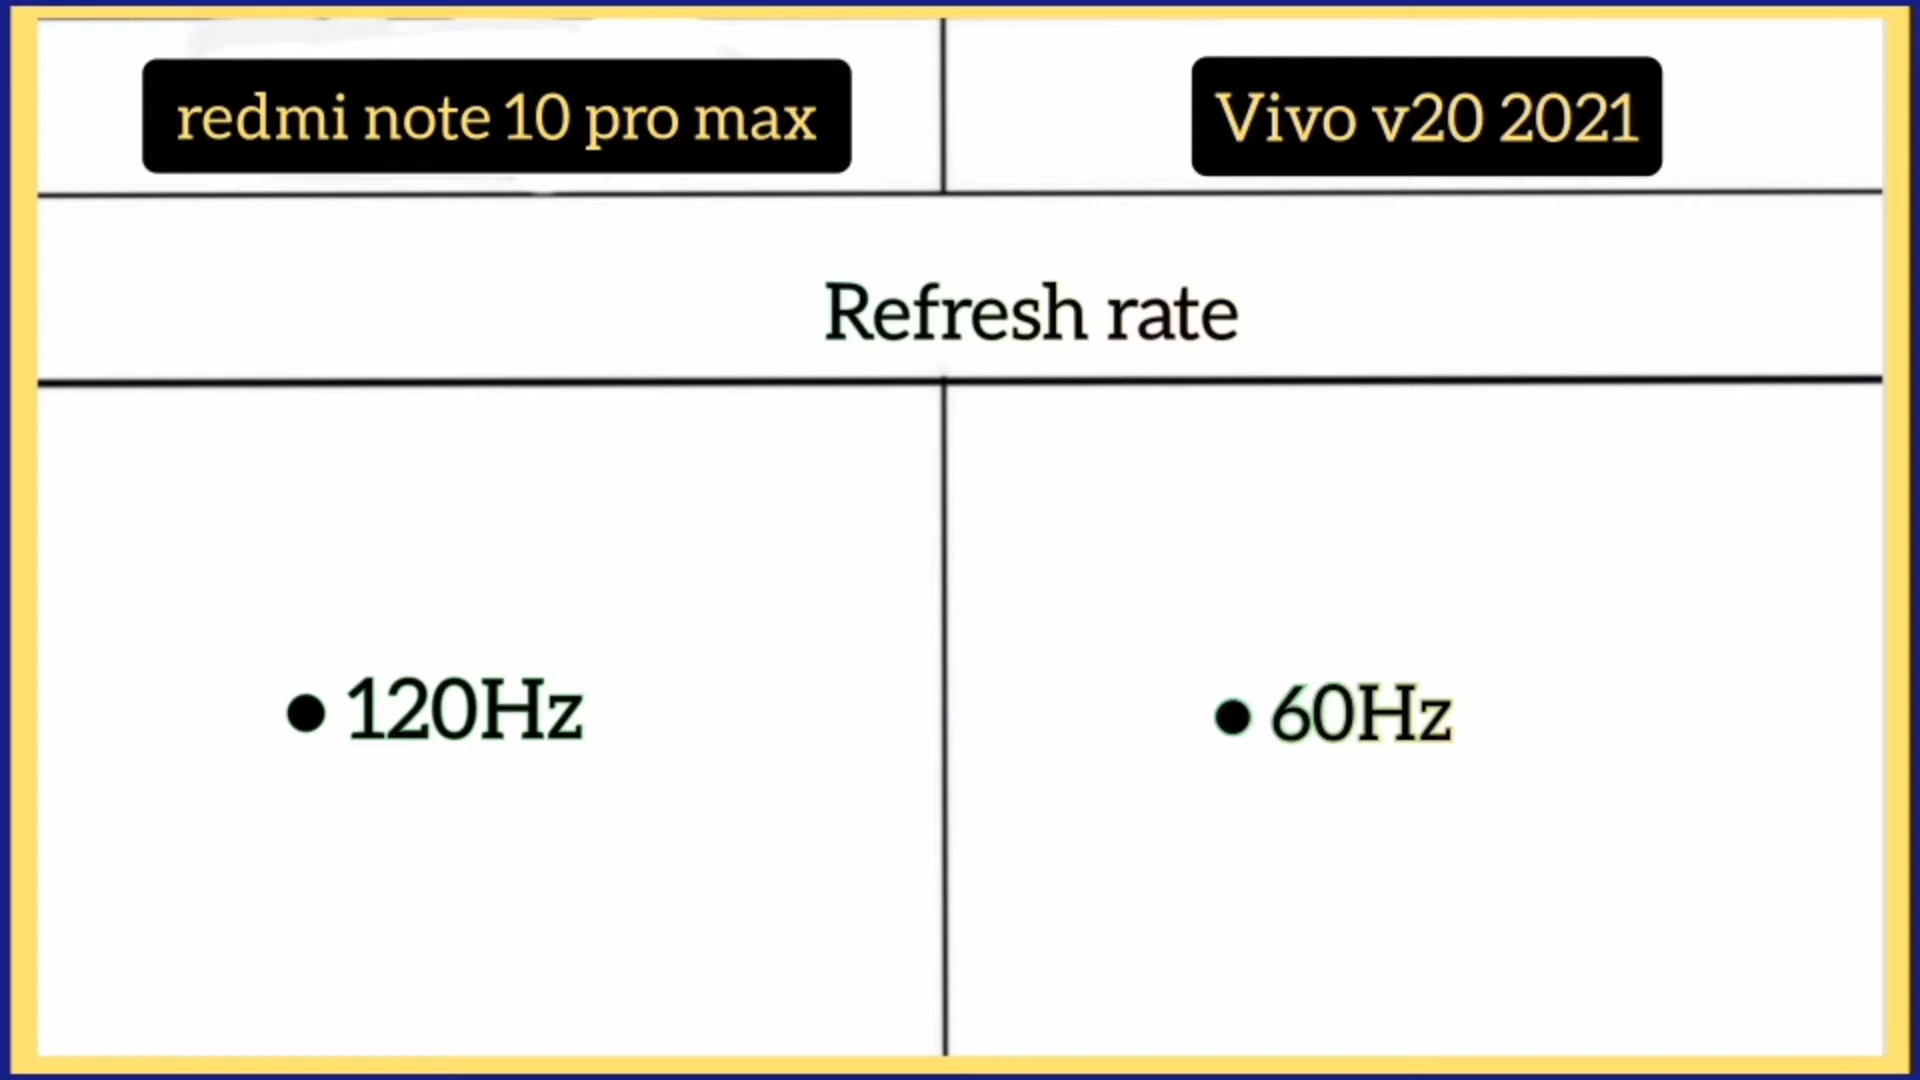 redmi note 10 pro max
Vivo v20 2021
Refresh rate
• 120Hz
• 60Hz